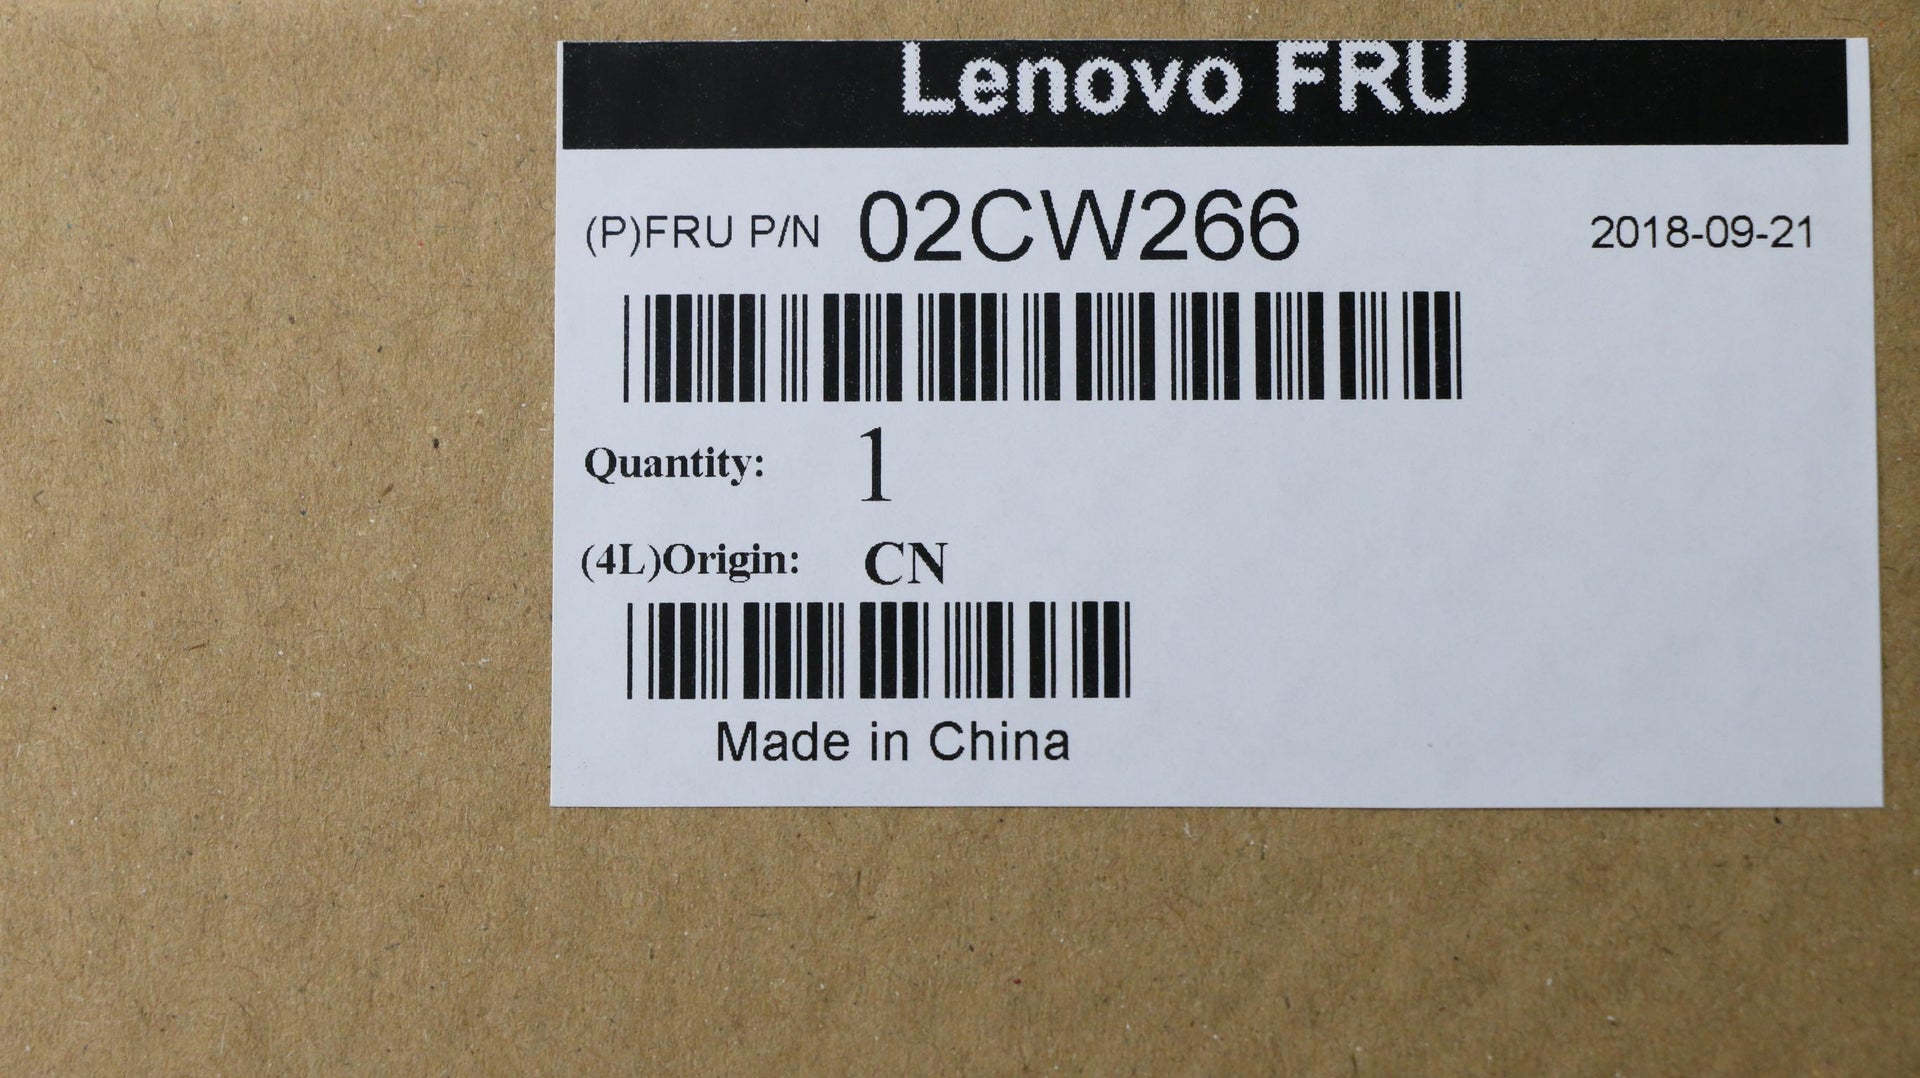 Lenovo FRU
(P)FRU P/N 02CW266 2018-09-21
Quantity: 1
(4L)Origin: CN
Made in China